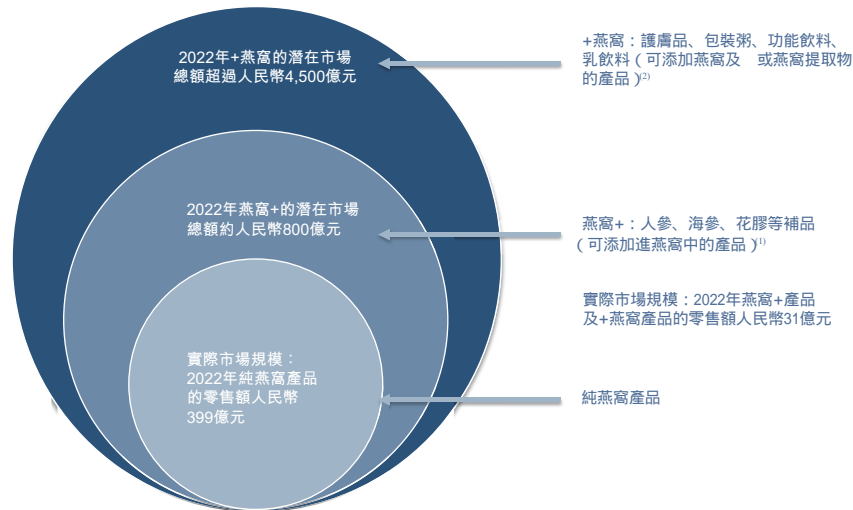 2022年+燕窩的潛在市場
總額超過人民幣4,500億元
+燕窩：護膚品、包裝粥、功能飲料、
乳飲料（可添加燕窩及 或燕窩提取物
的產品）(2)
2022年燕窩+的潛在市場
總額約人民幣800億元
燕窩+：人參、海參、花膠等補品
（可添加進燕窩中的產品）(1)
實際市場規模：2022年燕窩+產品
及+燕窩產品的零售額人民幣31億元
實際市場規模：
2022年純燕窩產品
的零售額人民幣
399億元
純燕窩產品